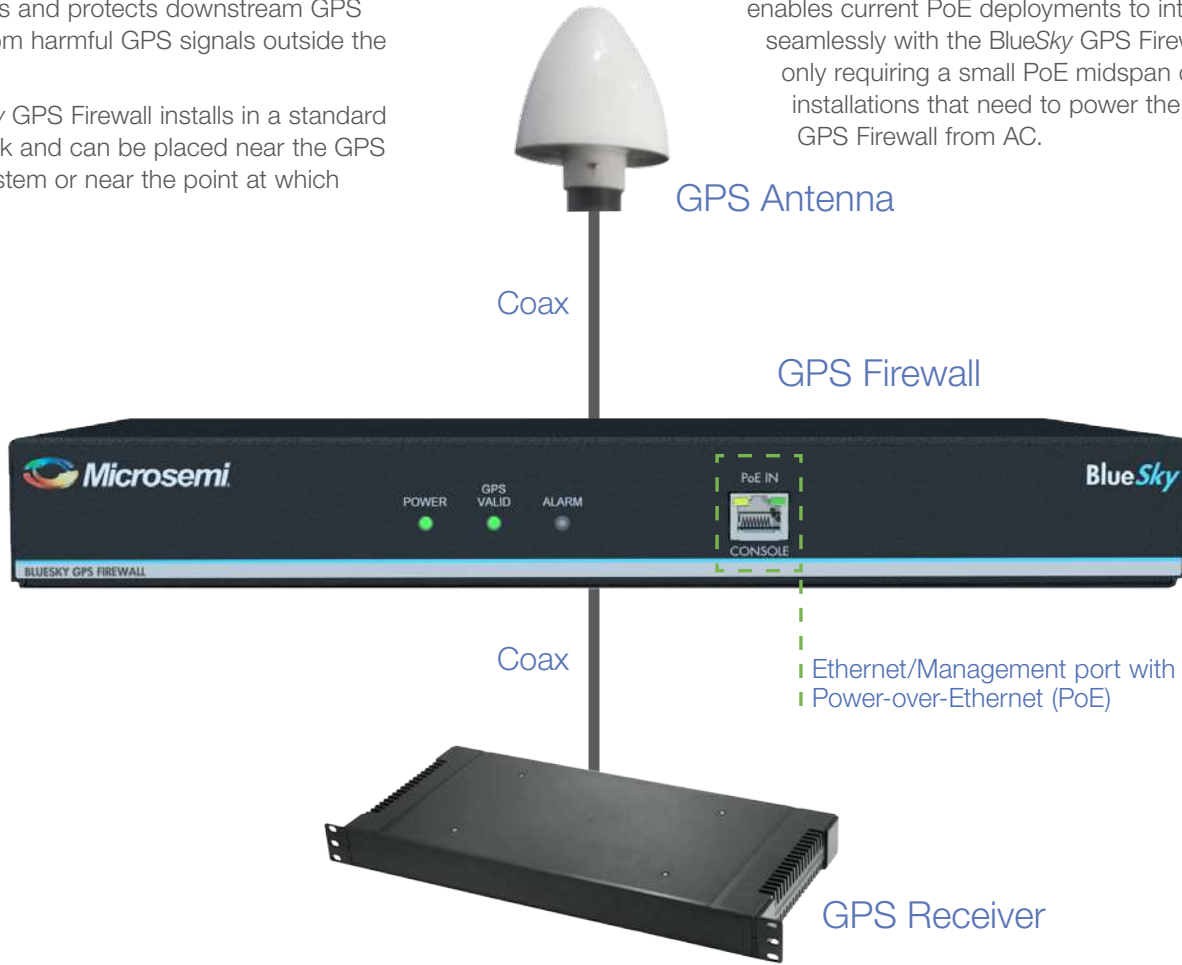 s and protects downstream GPS
om harmful GPS signals outside the
GPS Firewall installs in a standard
k and can be placed near the GPS
stem or near the point at which
enables current PoE deployments to int
seamlessly with the BlueSky GPS Firew
only requiring a small PoE midspan
installations that need to power the
GPS Firewall from AC.
GPS Antenna
Coax
GPS Firewall
Microsemi
POWER
GPS
VALID
ALARM
PoE IN
CONSOLE
BlueSky
BLUESKY GPS FIREWALL
Coax
Ethernet/Management port with
Power-over-Ethernet (PoE)
GPS Receiver